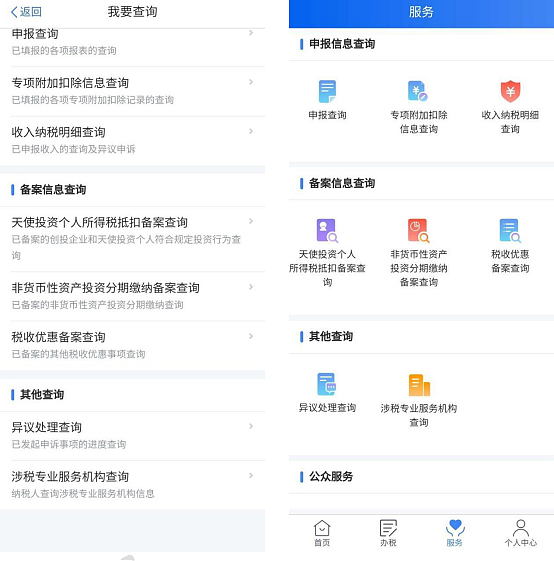 返回
我要查询
申报查询
已填报的各项报表的查询
专项附加扣除信息查询
已填报的各项专项附加扣除记录的查询
收入纳税明细查询
已申报收入的查询及异议申诉
备案信息查询
天使投资个人所得税抵扣备案查询
已备案的创投企业和天使投资个人符合规定投资行为查
询
非货币性资产投资分期缴纳备案查询
已备案的非货币性资产投资分期缴纳查询
税收优惠备案查询
已备案的其他税收优惠事项查询
其他查询
异议处理查询
已发起申诉事项的进度查询
涉税专业服务机构查询
纳税人查询涉税专业服务机构信息
服务
申报信息查询
申报查询
专项附加扣除
信息查询
收入纳税明细
查询
备案信息查询
天使投资个人
所得税抵扣备案查
询
非货币性资产
投资分期缴纳
备案查询
税收优惠
备案查询
其他查询
异议处理查询
涉税专业服务机构
查询
公众服务
首页
办税
服务
个人中心